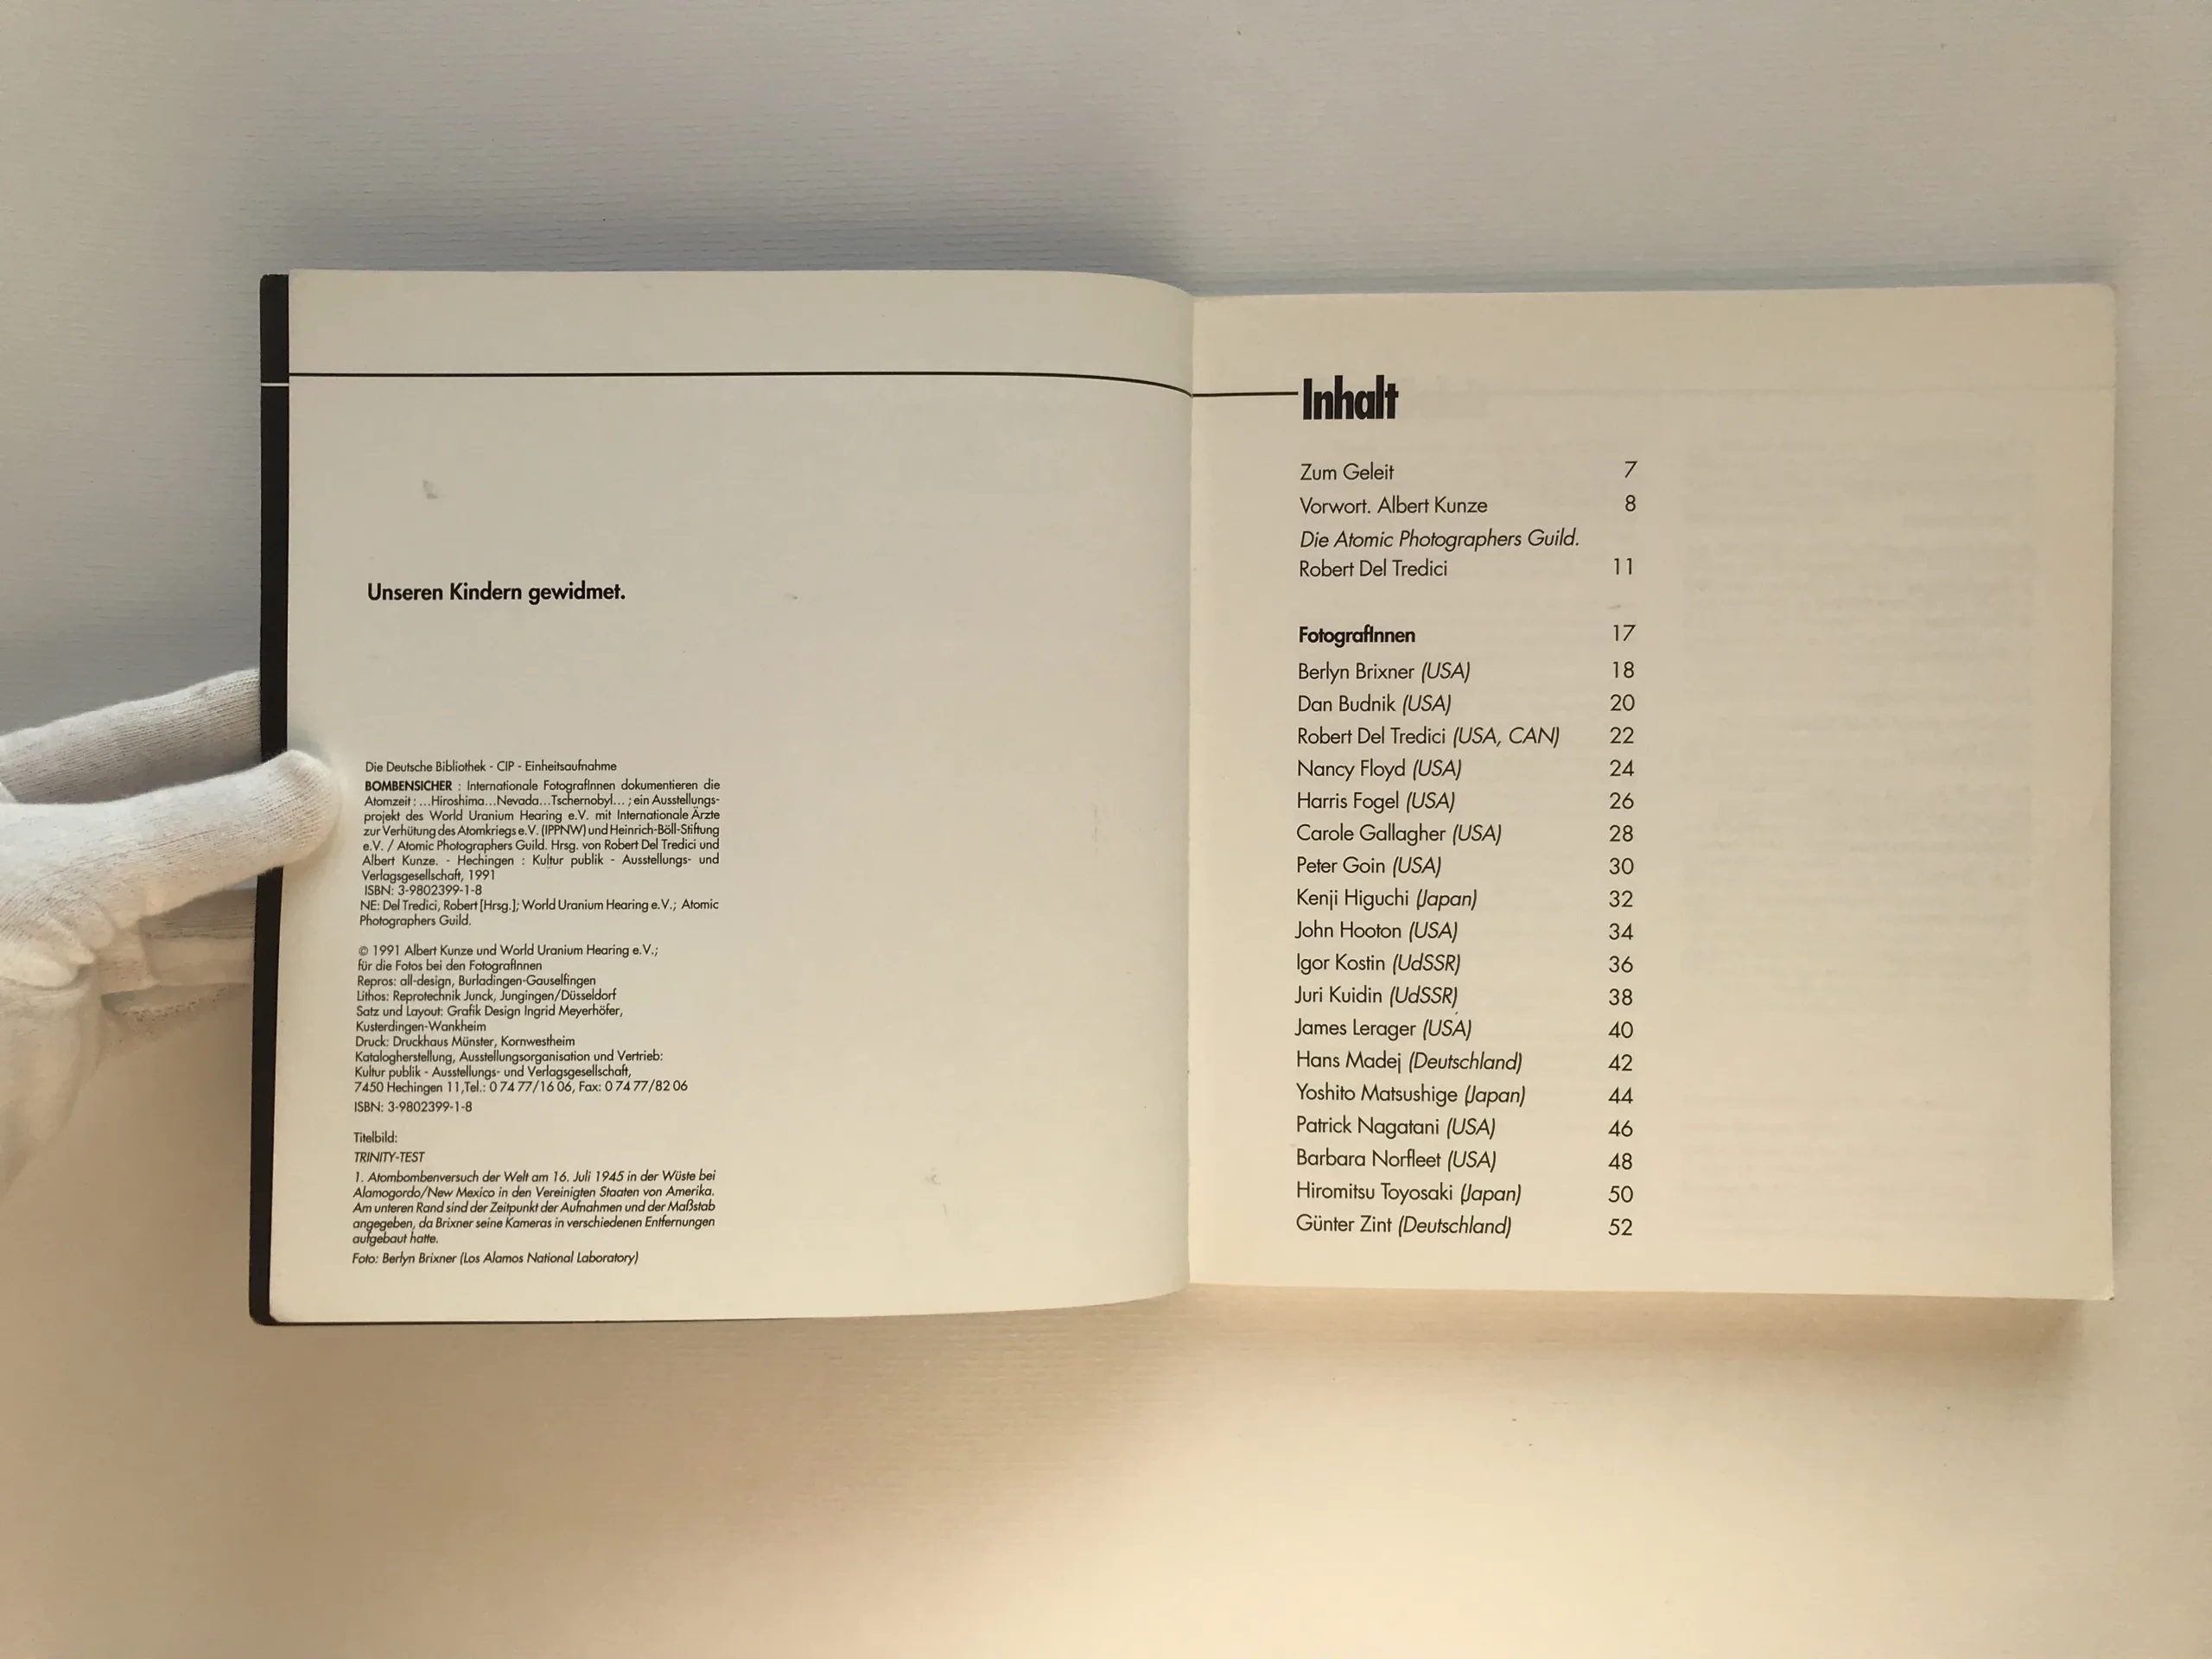 Unseren Kindern gewidmet.
Die Deutsche Bibliothek - CIP - Einheitsaufnahme
BOMBENSICHER : Internationale FotografInnen dokumentieren die
Atomzeit : ...Hiroshima...Nevada...Tschernobyl... ; ein Ausstellungs-
projekt des World Uranium Hearing e.V. mit Internationale Ärzte
zur Verhütung des Atomkriegs e.V. (IPPNW) und Heinrich-Böll-Stiftung
e.V. / Atomic Photographers Guild. Hrsg. von Robert Del Tredici und
Albert Kunze. - Hechingen : Kultur publik - Ausstellungs- und
Verlagsgesellschaft, 1991
ISBN: 3-9802399-1-8
NE: Del Tredici, Robert [Hrsg.]; World Uranium Hearing e.V.; Atomic
Photographers Guild.
© 1991 Albert Kunze und World Uranium Hearing e.V.;
für die Fotos bei den FotografInnen
Repros: all-design, Burladingen-Gauselfingen
Lithos: Reprotechnik Junck, Jungingen/Düsseldorf
Satz und Layout: Grafik Design Ingrid Meyerhöfer,
Kusterdingen-Wankheim
Druck: Druckhaus Münster, Kornwestheim
Katalogherstellung, Ausstellungsorganisation und Vertrieb:
Kultur publik - Ausstellungs- und Verlagsgesellschaft,
7450 Hechingen 11,Tel.: 0 74 77/16 06, Fax: 0 74 77/82 06
ISBN: 3-9802399-1-8
Titelbild:
TRINITY-TEST
1. Atombombenversuch der Welt am 16. Juli 1945 in der Wüste bei
Alamogordo/New Mexico in den Vereinigten Staaten von Amerika.
Am unteren Rand sind der Zeitpunkt der Aufnahmen und der Maßstab
angegeben, da Brixner seine Kameras in verschiedenen Entfernungen
aufgebaut hatte.
Foto: Berlyn Brixner (Los Alamos National Laboratory)
Inhalt
Zum Geleit 7
Vorwort. Albert Kunze 8
Die Atomic Photographers Guild.
Robert Del Tredici 11
FotografInnen 17
Berlyn Brixner (USA) 18
Dan Budnik (USA) 20
Robert Del Tredici (USA, CAN) 22
Nancy Floyd (USA) 24
Harris Fogel (USA) 26
Carole Gallagher (USA) 28
Peter Goin (USA) 30
Kenji Higuchi (Japan) 32
John Hooton (USA) 34
Igor Kostin (UdSSR) 36
Juri Kuidin (UdSSR) 38
James Lerager (USA) 40
Hans Madej (Deutschland) 42
Yoshito Matsushige (Japan) 44
Patrick Nagatani (USA) 46
Barbara Norfleet (USA) 48
Hiromitsu Toyosaki (Japan) 50
Günter Zint (Deutschland) 52